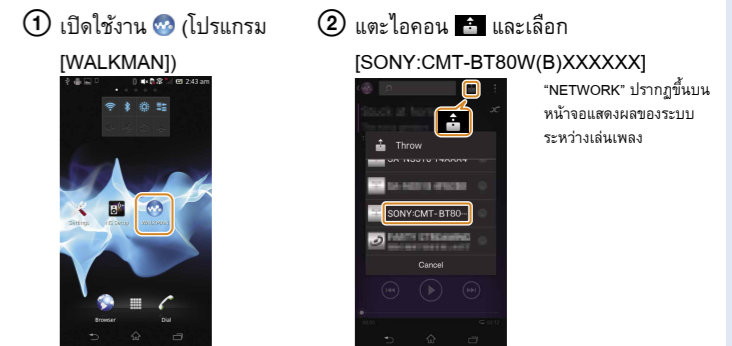 ① เปิดใช้งาน (โปรแกรม
[WALKMAN])
2:43 am
Settings
WALKMAN
Browser
Dial
② แตะไอคอน และเลือก
[SONY:CMT-BT80W(B)XXXXXX]
Throw
SONY:CMT-BT80...
Cancel
"NETWORK" ปรากฏขึ้นบน
หน้าจอแสดงผลของระบบ
ระหว่างเล่นเพลง